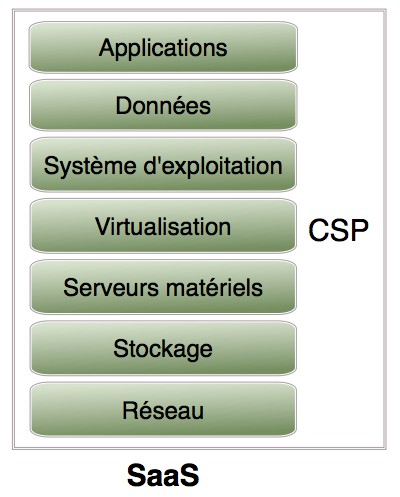 Applications
Données
Système d'exploitation
Virtualisation
CSP
Serveurs matériels
Stockage
Réseau
SaaS